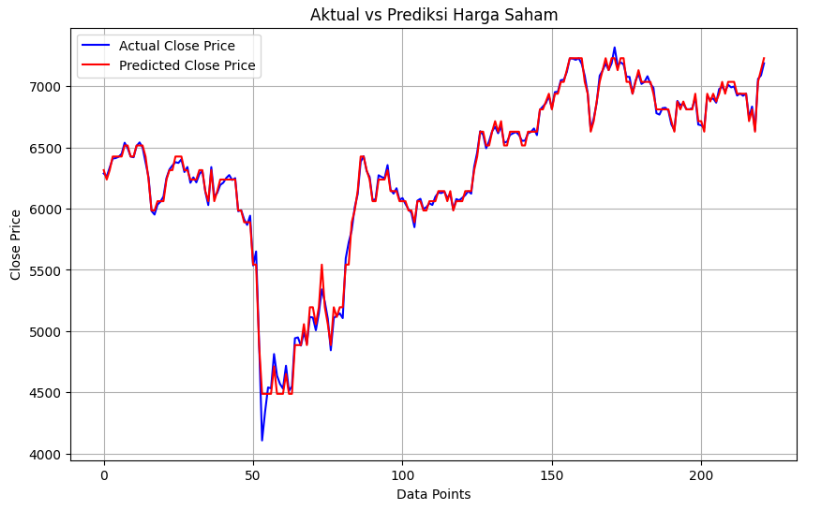 Aktual vs Prediksi Harga Saham
Actual Close Price
Predicted Close Price
Close Price
7000
6500
6000
5500
5000
4500
4000
0
50
100
150
200
Data Points